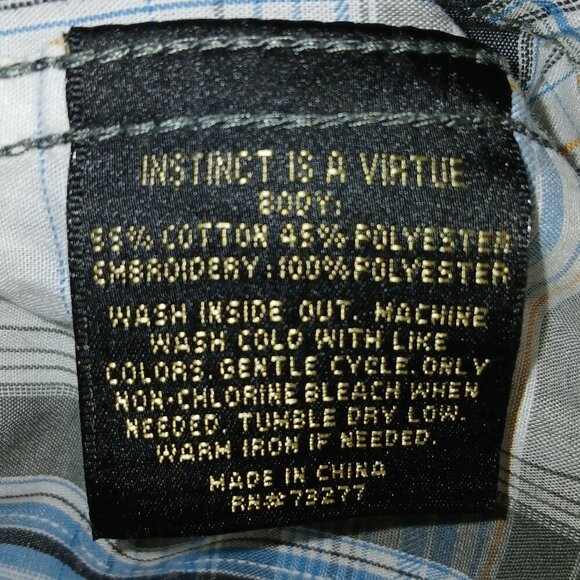 INSTINCT IS A VIRTUE
BODY:
55% COTTON 45% POLYESTER
EMBROIDERY: 100% POLYESTER
WASH INSIDE OUT. MACHINE
WASH COLD WITH LIKE
COLORS. GENTLE CYCLE. ONLY
NON-CHLORINE BLEACH WHEN
NEEDED. TUMBLE DRY LOW.
WARM IRON IF NEEDED.
MADE IN CHINA
RN#73277